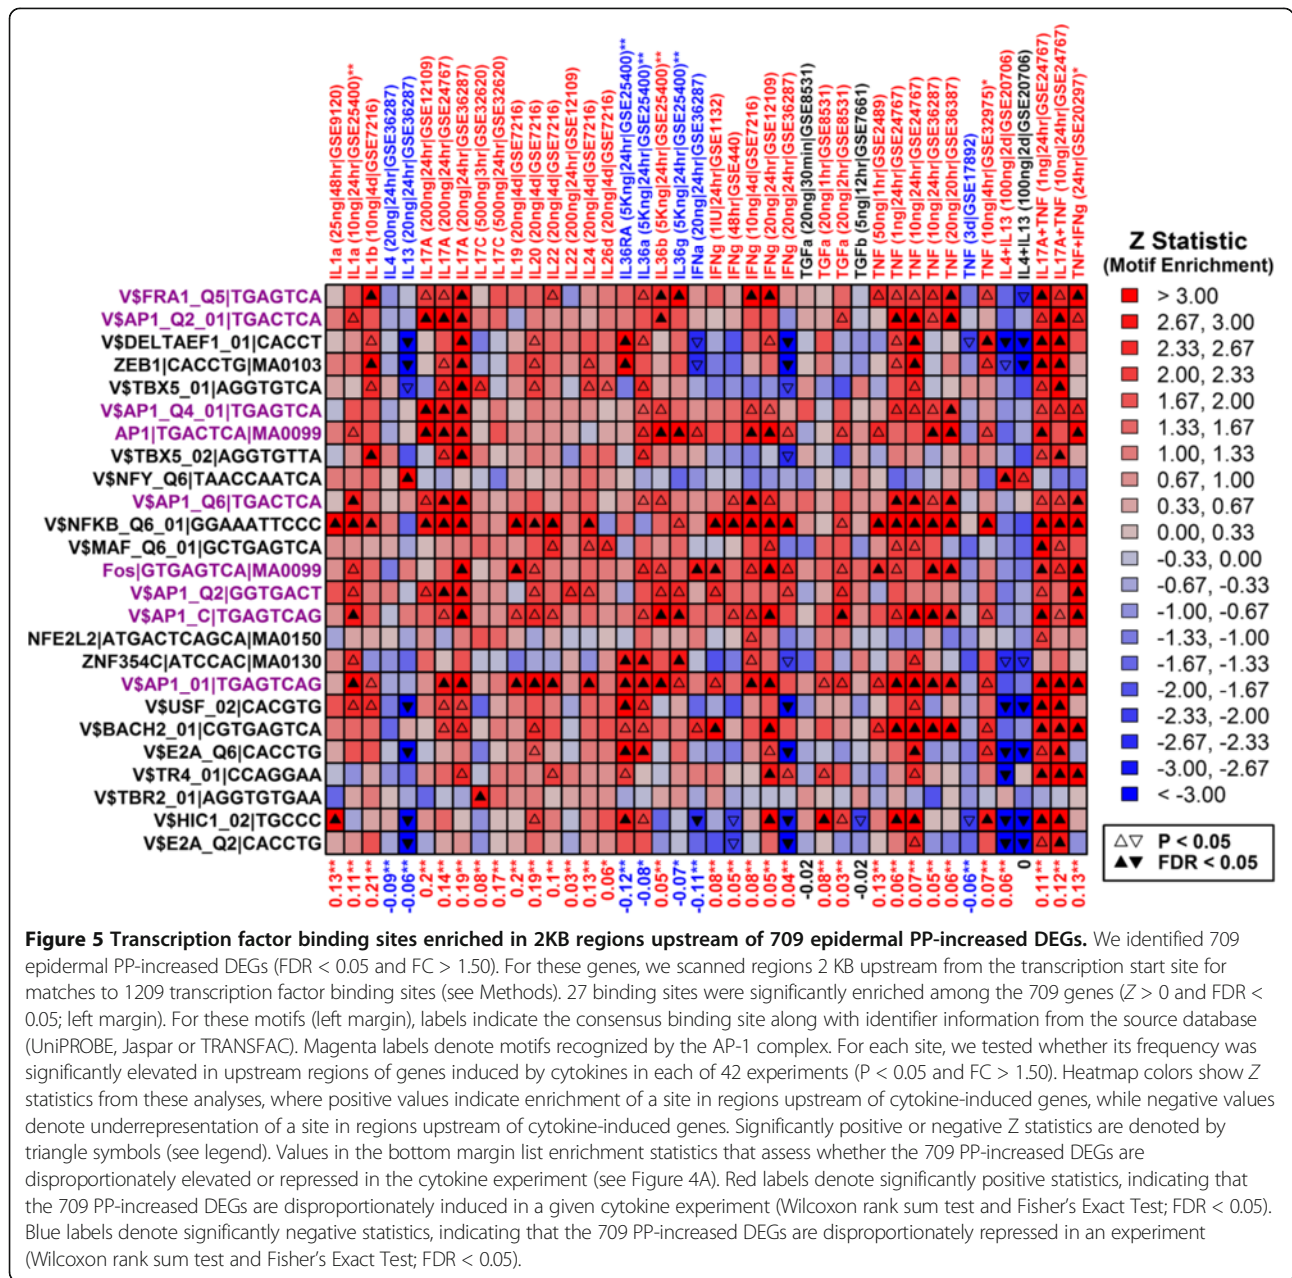 IL1a (25ng|48hr|GSE9120)
IL1a (10ng|24hr|GSE25400)**
IL1b (10ng|4d|GSE7216)
IL4 (20ng|24hr|GSE36287)
IL13 (20ng|24hr|GSE36287)
IL17A (200ng|24hr|GSE12109)
IL17A (200ng|24hr|GSE24767)
IL17A (20ng|24hr|GSE36287)
IL17C (500ng|3hr|GSE32620)
IL17C (500ng|24hr|GSE32620)
IL19 (20ng|4d|GSE7216)
IL20 (20ng|4d|GSE7216)
IL22 (20ng|4d|GSE7216)
IL22 (200ng|24hr|GSE12109)
IL24 (20ng|4d|GSE7216)
IL26d (20ng|4d|GSE7216)
IL36RA (5Kng|24hr|GSE25400)**
IL36a (5Kng|24hr|GSE25400)**
IL36b (5Kng|24hr|GSE25400)**
IL36g (5Kng|24hr|GSE25400)**
IFNa (20ng|24hr|GSE36287)
IFNg (1IU|24hr|GSE1132)
IFNg (48hr|GSE440)
IFNg (10ng|4d|GSE7216)
IFNg (20ng|24hr|GSE12109)
IFNg (20ng|24hr|GSE36287)
TGFa (20ng|30min|GSE8531)
TGFa (20ng|1hr|GSE8531)
TGFa (20ng|2hr|GSE8531)
TGFb (5ng|12hr|GSE7661)
TNF (50ng|1hr|GSE2489)
TNF (1ng|24hr|GSE24767)
TNF (10ng|24hr|GSE24767)
TNF (10ng|24hr|GSE36287)
TNF (20ng|20hr|GSE36387)
TNF (3d|GSE17892)
TNF (10ng|4hr|GSE32975)*
IL4+IL13 (100ng|2d|GSE20706)
IL4+IL13 (100ng|2d|GSE20706)
IL17A+TNF (1ng|24hr|GSE24767)
IL17A+TNF (10ng|24hr|GSE24767)
TNF+IFNg (24hr|GSE20297)*
V$FRA1_Q5|TGAGTCA
V$AP1_Q2_01|TGACTCA
V$DELTAEF1_01|CACCT
ZEB1|CACCTG|MA0103
V$TBX5_01|AGGTGTCA
V$AP1_Q4_01|TGAGTCA
AP1|TGACTCA|MA0099
V$TBX5_02|AGGTGTTA
V$NFY_Q6|TAACCAATCA
V$AP1_Q6|TGACTCA
V$NFKB_Q6_01|GGAAATTCCC
V$MAF_Q6_01|GCTGAGTCA
Fos|GTGAGTCA|MA0099
V$AP1_Q2|GGTGACT
V$AP1_C|TGAGTCAG
NFE2L2|ATGACTCAGCA|MA0150
ZNF354C|ATCCAC|MA0130
V$AP1_01|TGAGTCAG
V$USF_02|CACGTG
V$BACH2_01|CGTGAGTCA
V$E2A_Q6|CACCTG
V$TR4_01|CCAGGAA
V$TBR2_01|AGGTGTGAA
V$HIC1_02|TGCCC
V$E2A_Q2|CACCTG
0.13**
0.11**
0.21**
-0.09**
-0.06**
0.2**
0.14**
0.19**
0.08**
0.17**
0.2**
0.19**
0.1**
0.03**
0.13**
0.06*
-0.12**
-0.08*
0.05**
-0.07*
-0.11**
0.08**
0.05**
0.08**
0.05**
0.04**
-0.02
0.08**
0.03**
-0.02
0.13**
0.06**
0.07**
0.05**
0.06**
-0.06**
0.07**
0.06**
0
0.11**
0.12**
0.13**
Z Statistic
(Motif Enrichment)
> 3.00
2.67, 3.00
2.33, 2.67
2.00, 2.33
1.67, 2.00
1.33, 1.67
1.00, 1.33
0.67, 1.00
0.33, 0.67
0.00, 0.33
-0.33, 0.00
-0.67, -0.33
-1.00, -0.67
-1.33, -1.00
-1.67, -1.33
-2.00, -1.67
-2.33, -2.00
-2.67, -2.33
-3.00, -2.67
< -3.00
△▽ P < 0.05
▲▼ FDR < 0.05
Figure 5 Transcription factor binding sites enriched in 2KB regions upstream of 709 epidermal PP-increased DEGs. We identified 709
epidermal PP-increased DEGs (FDR < 0.05 and FC > 1.50). For these genes, we scanned regions 2 KB upstream from the transcription start site for
matches to 1209 transcription factor binding sites (see Methods). 27 binding sites were significantly enriched among the 709 genes (Z > 0 and FDR <
0.05; left margin). For these motifs (left margin), labels indicate the consensus binding site along with identifier information from the source database
(UniPROBE, Jaspar or TRANSFAC). Magenta labels denote motifs recognized by the AP-1 complex. For each site, we tested whether its frequency was
significantly elevated in upstream regions of genes induced by cytokines in each of 42 experiments (P < 0.05 and FC > 1.50). Heatmap colors show Z
statistics from these analyses, where positive values indicate enrichment of a site in regions upstream of cytokine-induced genes, while negative values
denote underrepresentation of a site in regions upstream of cytokine-induced genes. Significantly positive or negative Z statistics are denoted by
triangle symbols (see legend). Values in the bottom margin list enrichment statistics that assess whether the 709 PP-increased DEGs are
disproportionately elevated or repressed in the cytokine experiment (see Figure 4A). Red labels denote significantly positive statistics, indicating that
the 709 PP-increased DEGs are disproportionately induced in a given cytokine experiment (Wilcoxon rank sum test and Fisher's Exact Test; FDR < 0.05).
Blue labels denote significantly negative statistics, indicating that the 709 PP-increased DEGs are disproportionately repressed in an experiment
(Wilcoxon rank sum test and Fisher's Exact Test; FDR < 0.05).